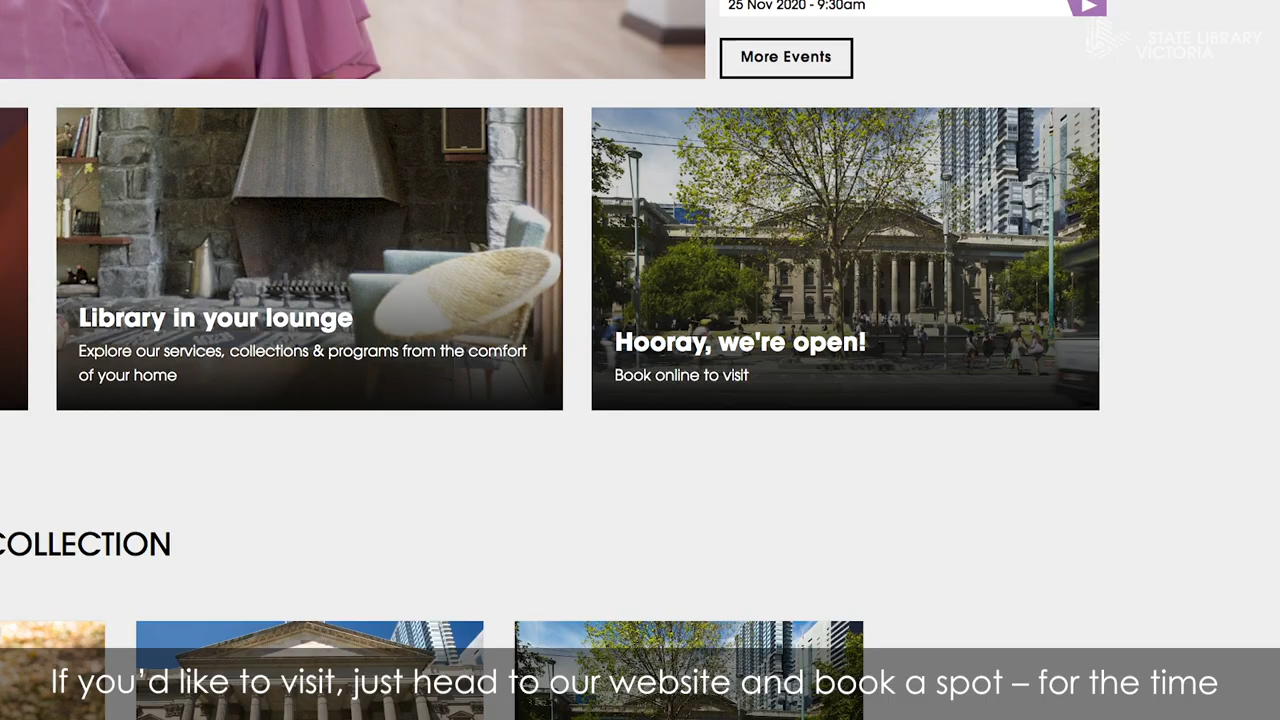 25 Nov 2020 - 9:30am
STATE LIBRARY
VICTORIA
More Events
Library in your lounge
Explore our services, collections & programs from the comfort
of your home
Hooray, we're open!
Book online to visit
COLLECTION
If you’d like to visit, just head to our website and book a spot – for the time